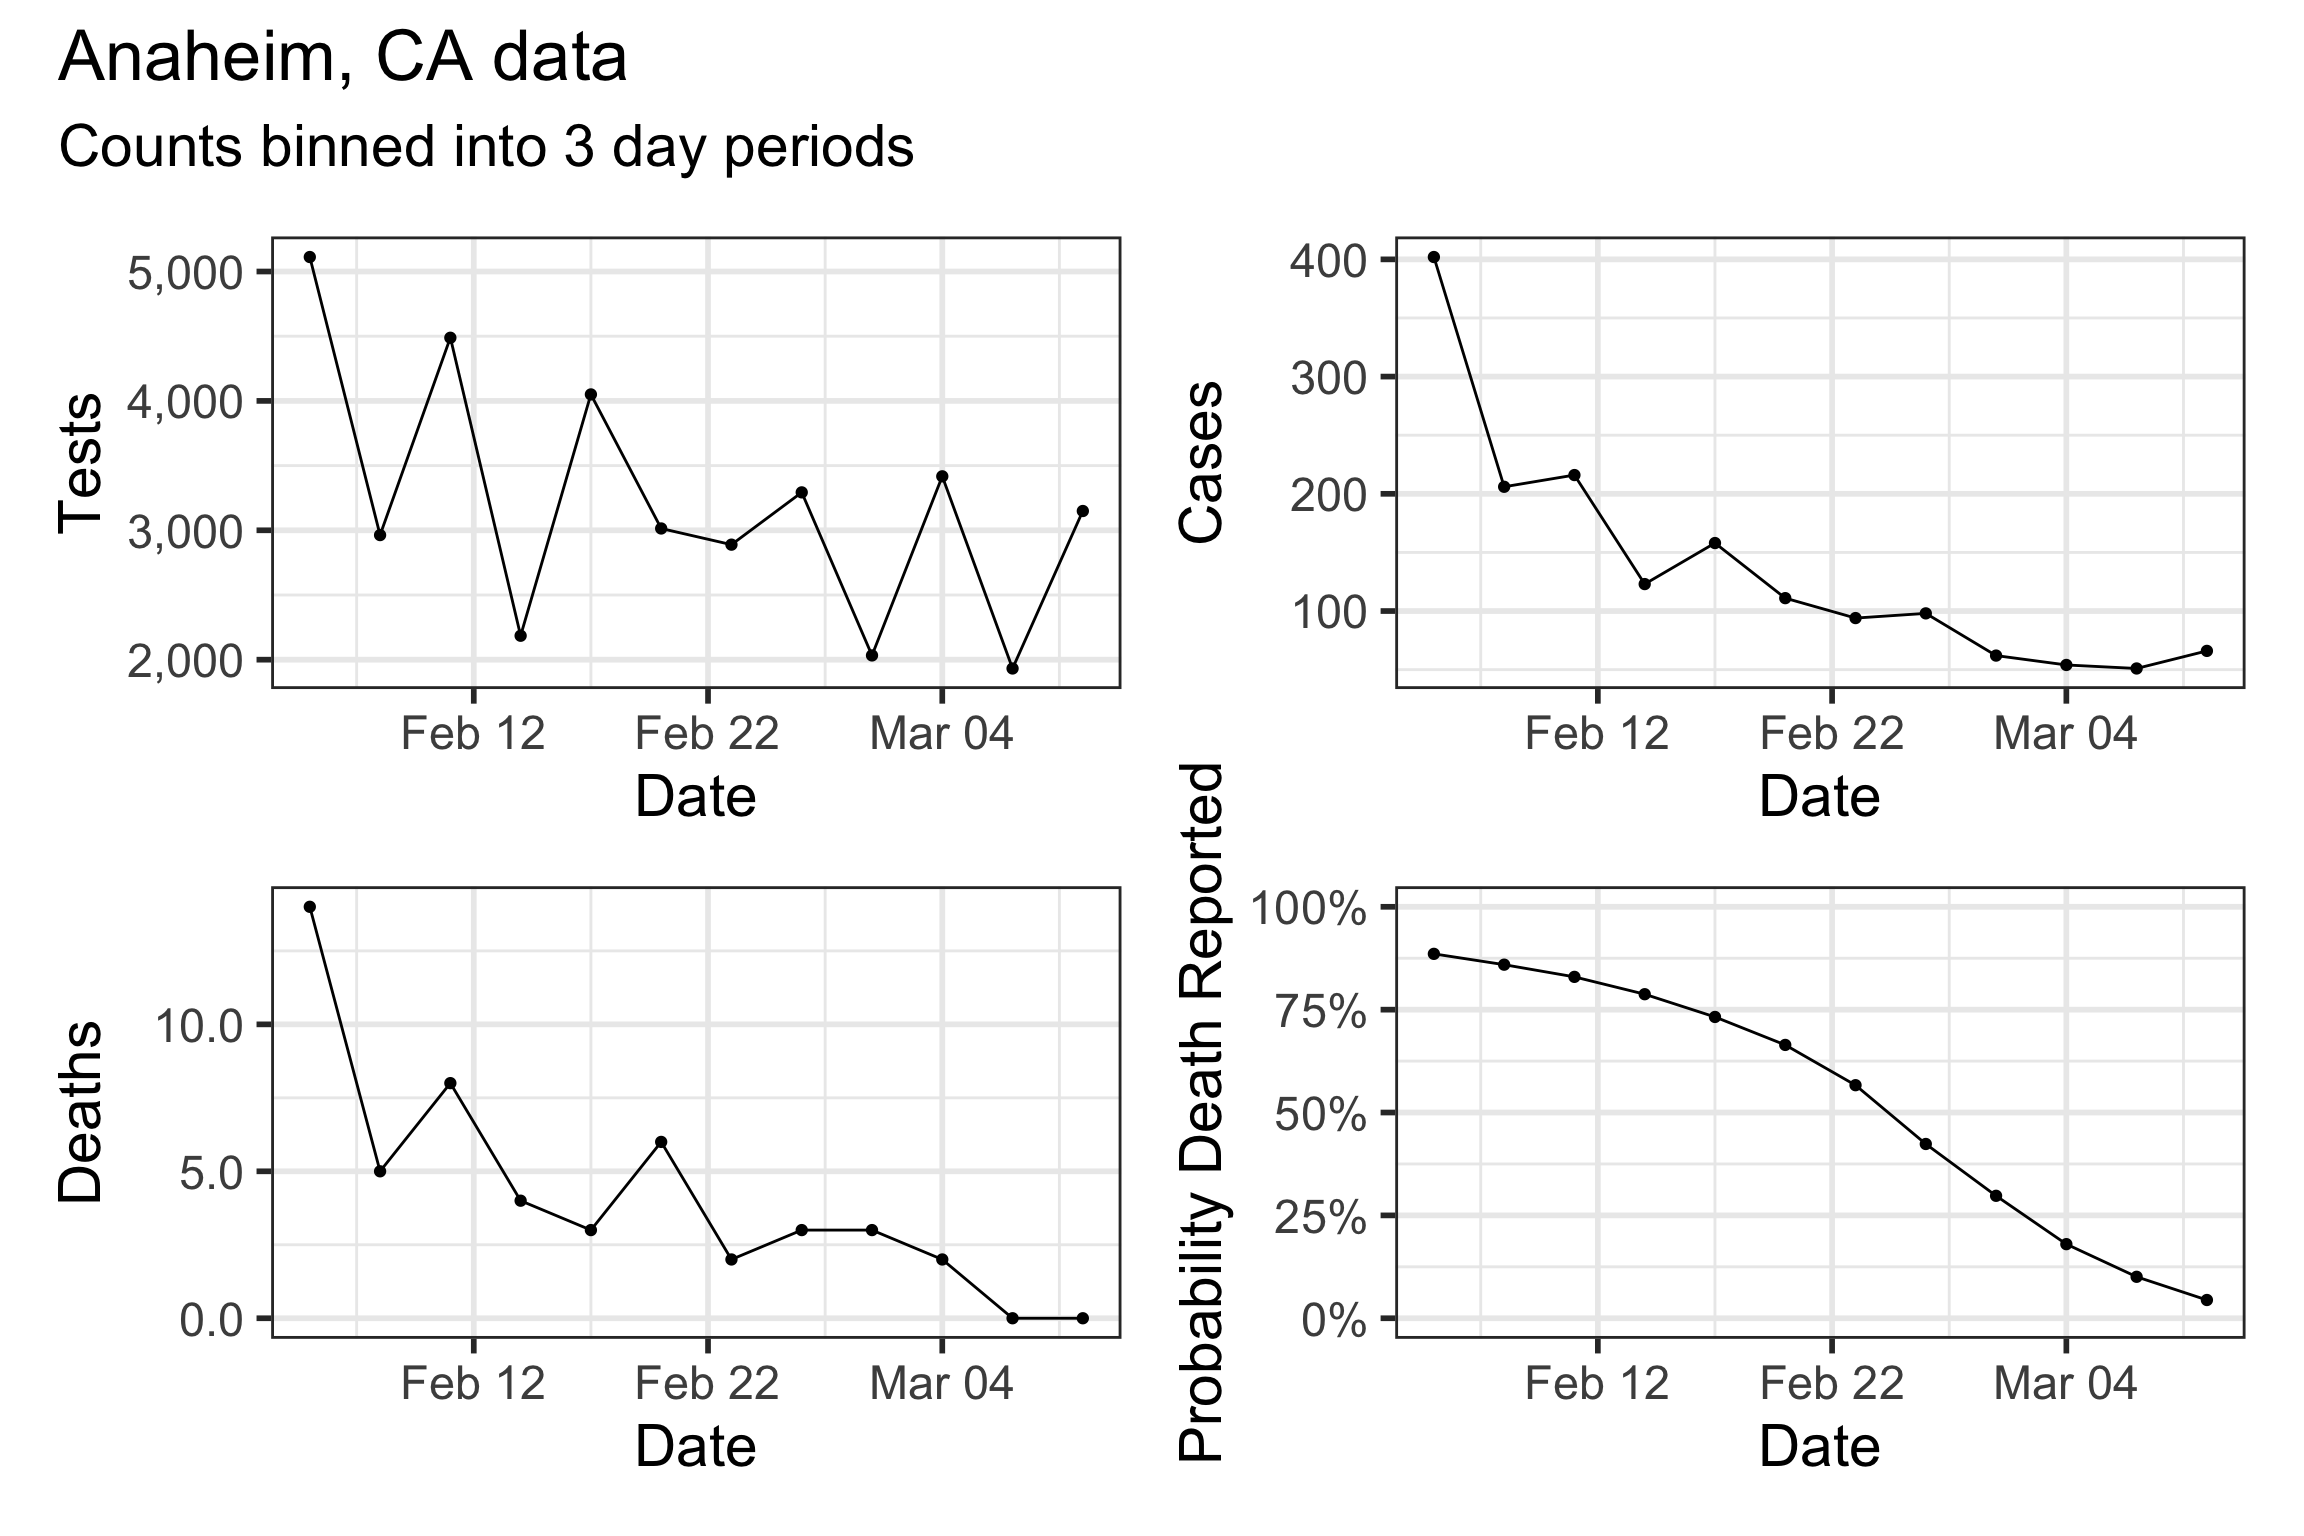 Anaheim, CA data
Counts binned into 3 day periods
Tests
5,000
4,000
3,000
2,000
Feb 12 Feb 22 Mar 04
Date
Cases
400
300
200
100
Feb 12 Feb 22 Mar 04
Date
Deaths
10.0
5.0
0.0
Feb 12 Feb 22 Mar 04
Date
Probability Death Reported
100%
75%
50%
25%
0%
Feb 12 Feb 22 Mar 04
Date